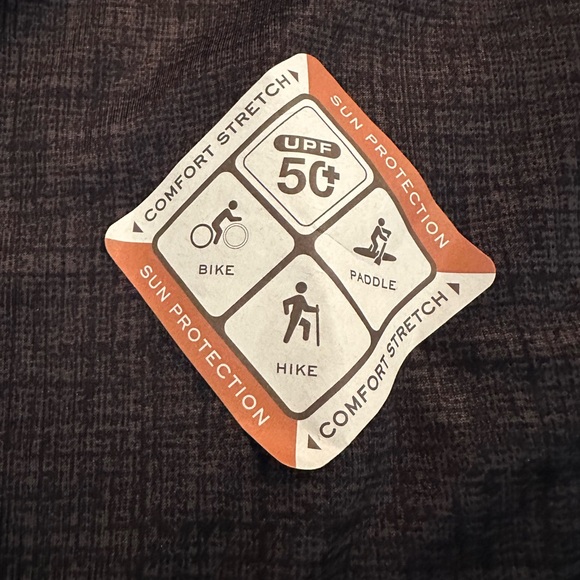 COMFORT STRETCH
SUN PROTECTION
UPF
50+
BIKE
PADDLE
HIKE
SUN PROTECTION
COMFORT STRETCH